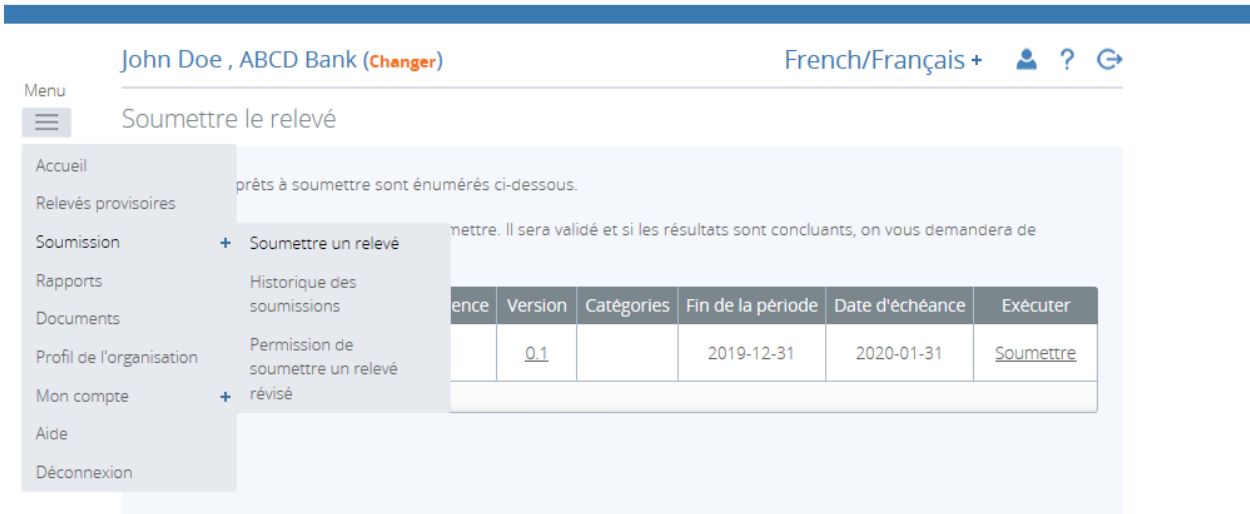 John Doe , ABCD Bank (Changer)
French/Français + ?
Menu
Soumettre le relevé
Accueil
Relevés provisoires
Soumission +
Rapports
Documents
Profil de l'organisation
Mon compte +
Aide
Déconnexion
Soumettre un relevé
Historique des
soumissions
Permission de
soumettre un relevé
révisé
prêts à soumettre sont énumérés ci-dessous.
mettre. Il sera validé et si les résultats sont concluants, on vous demandera de
ence Version Catégories Fin de la période Date d'échéance Exécuter
0.1 2019-12-31 2020-01-31 Soumettre